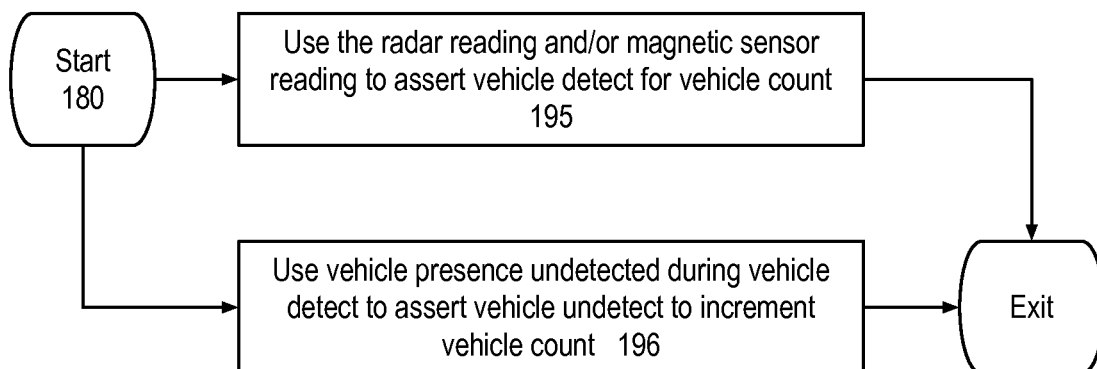 Start
180
Use the radar reading and/or magnetic sensor
reading to assert vehicle detect for vehicle count
195
Use vehicle presence undetected during vehicle
detect to assert vehicle undetect to increment
vehicle count 196
Exit